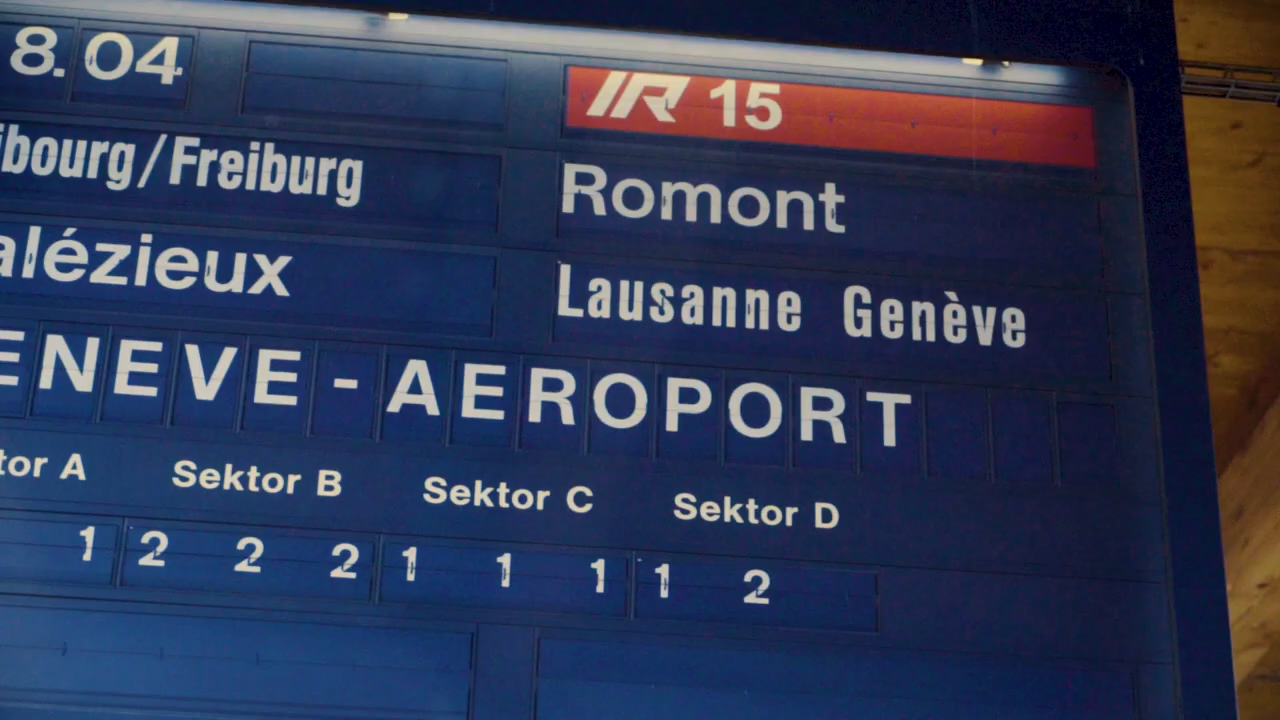 8.04 IR 15
ibourg/Freiburg Romont
alézieux Lausanne Genève
ENEVE-AEROPORT
tor A Sektor B Sektor C Sektor D
1 2 2 2 1 1 1 1 2